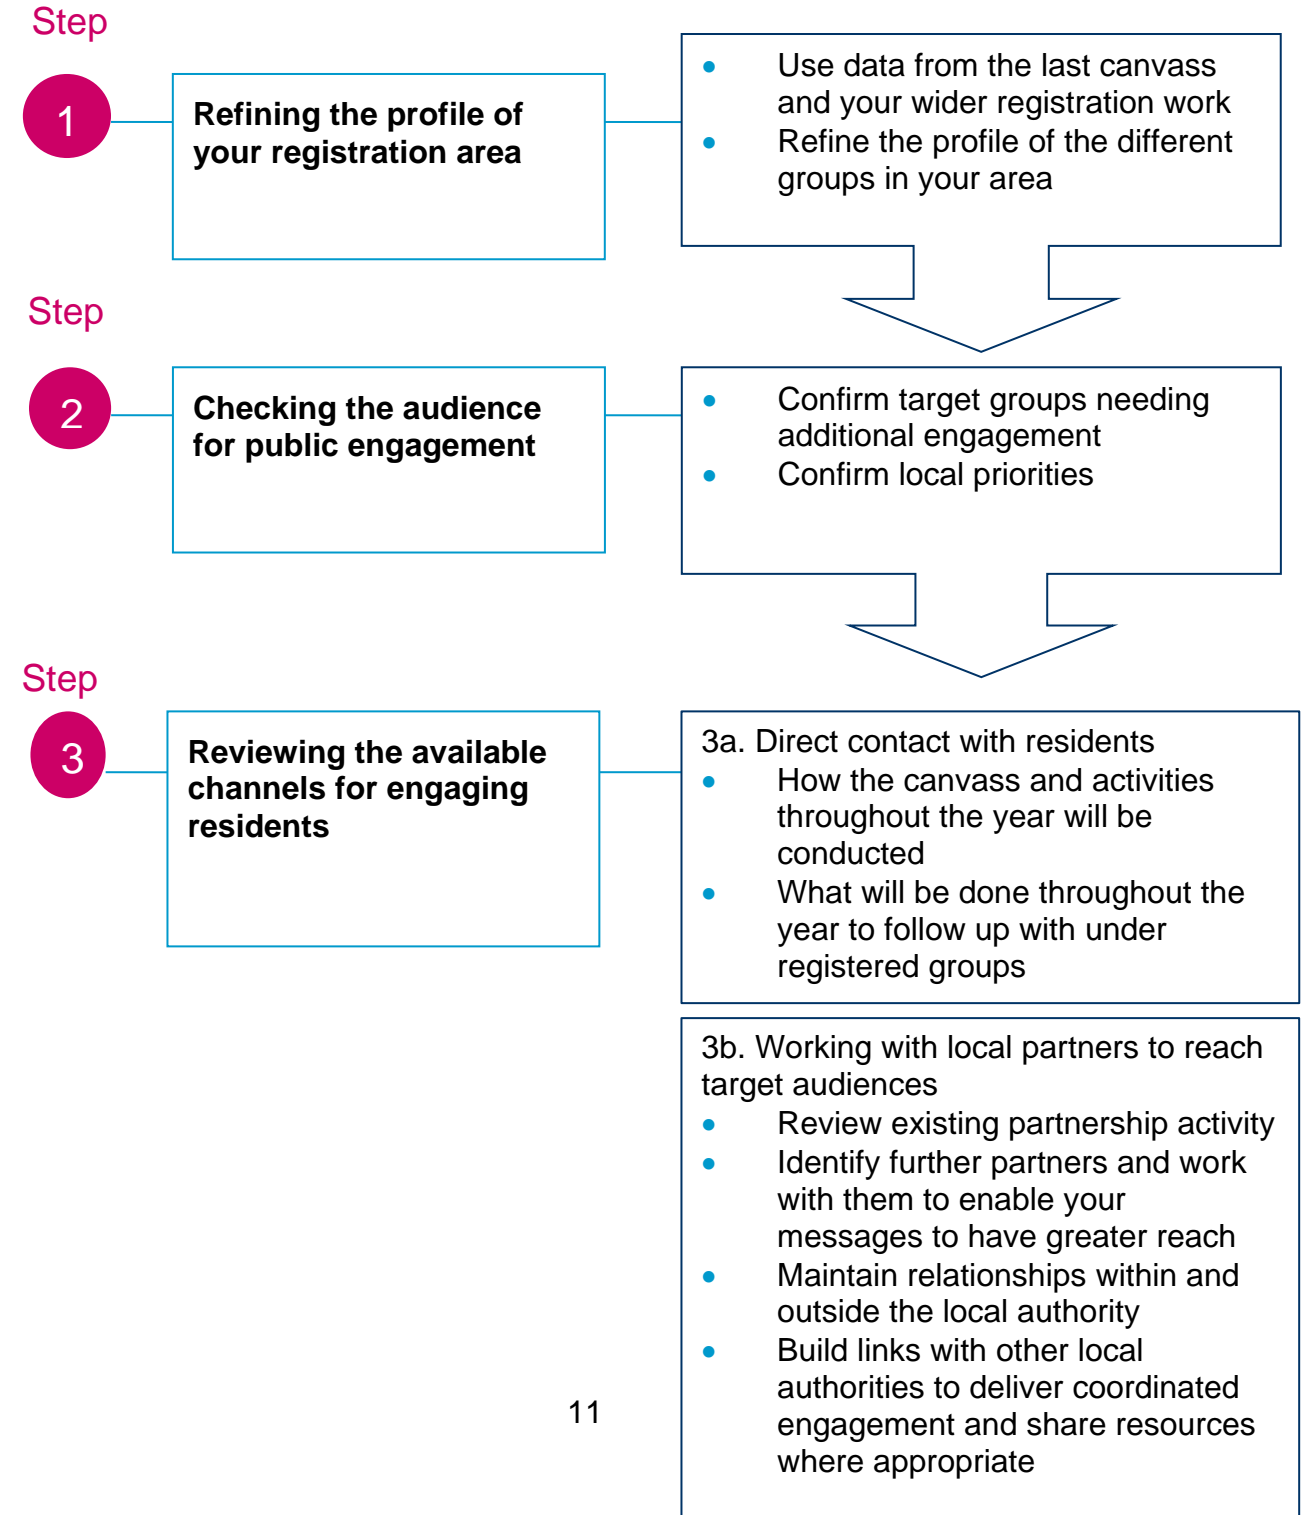 Step
1
Refining the profile of
your registration area
• Use data from the last canvass
and your wider registration work
• Refine the profile of the different
groups in your area
Step
2
Checking the audience
for public engagement
• Confirm target groups needing
additional engagement
• Confirm local priorities
Step
3
Reviewing the available
channels for engaging
residents
3a. Direct contact with residents
• How the canvass and activities
throughout the year will be
conducted
• What will be done throughout the
year to follow up with under
registered groups
3b. Working with local partners to reach
target audiences
• Review existing partnership activity
• Identify further partners and work
with them to enable your
messages to have greater reach
• Maintain relationships within and
outside the local authority
• Build links with other local
authorities to deliver coordinated
engagement and share resources
where appropriate
11